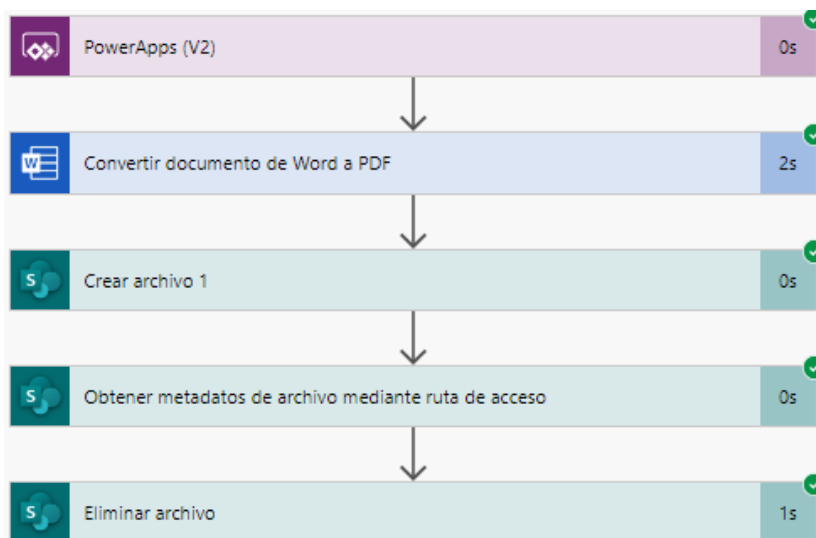 PowerApps (V2) 0s
Convertir documento de Word a PDF 2s
Crear archivo 1 0s
Obtener metadatos de archivo mediante ruta de acceso 0s
Eliminar archivo 1s